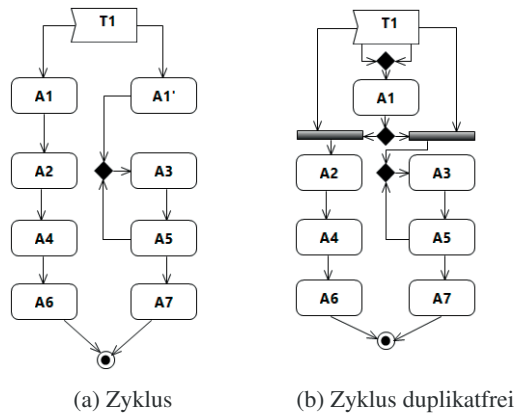 T1
A1
A1'
A2
A3
A4
A5
A6
A7
(a) Zyklus
T1
A1
A2
A3
A4
A5
A6
A7
(b) Zyklus duplikatfrei